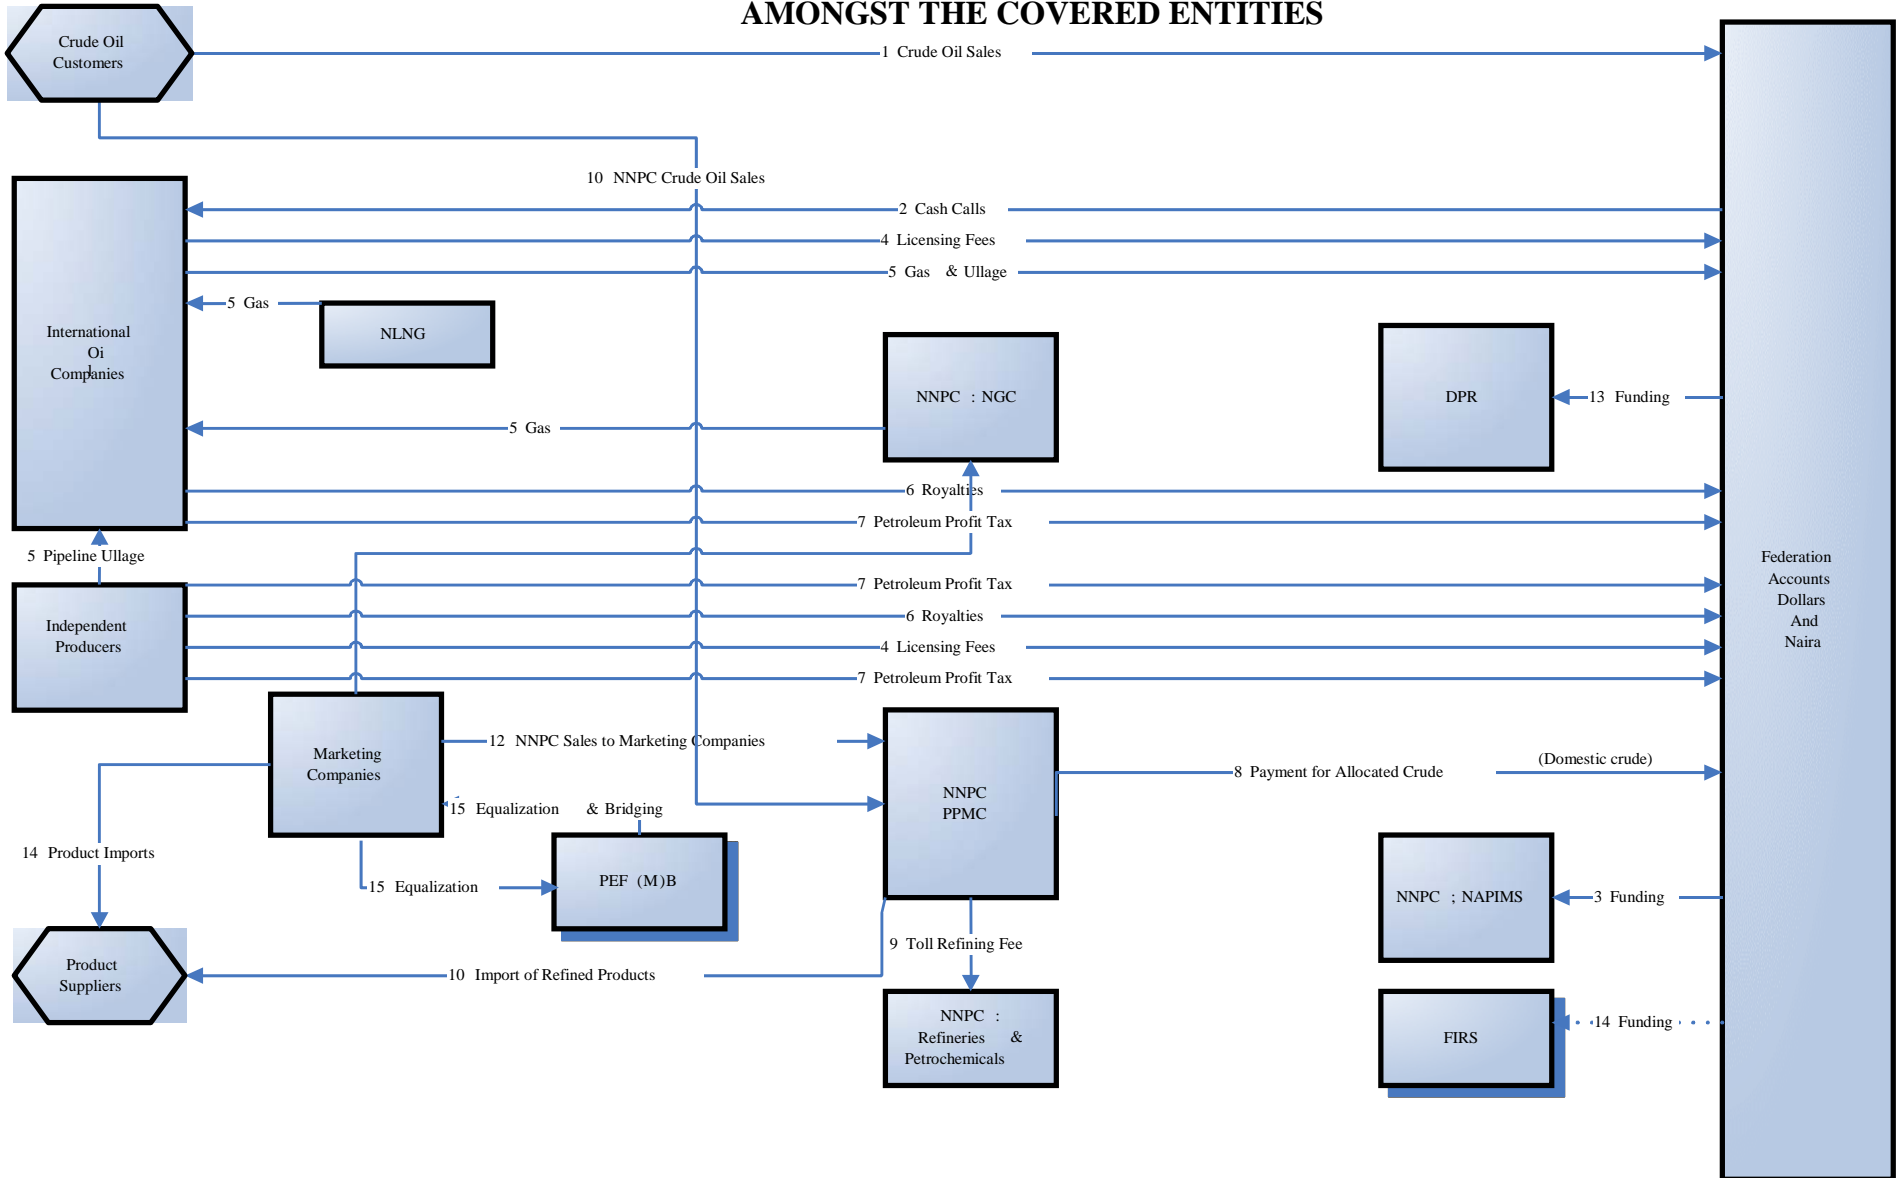 AMONGST THE COVERED ENTITIES
Crude Oil
Customers
1 Crude Oil Sales
10 NNPC Crude Oil Sales
2 Cash Calls
4 Licensing Fees
5 Gas & Ullage
5 Gas
NLNG
International
Oi
l
Companies
NNPC : NGC
DPR
13 Funding
5 Gas
6 Royalties
7 Petroleum Profit Tax
5 Pipeline Ullage
Federation
Accounts
Dollars
And
Naira
7 Petroleum Profit Tax
6 Royalties
Independent
Producers
4 Licensing Fees
7 Petroleum Profit Tax
12 NNPC Sales to Marketing Companies
Marketing
Companies
(Domestic crude)
8 Payment for Allocated Crude
NNPC
PPMC
15 Equalization & Bridging
14 Product Imports
PEF (M)B
15 Equalization
NNPC ; NAPIMS
3 Funding
9 Toll Refining Fee
Product
Suppliers
10 Import of Refined Products
NNPC :
Refineries &
Petrochemicals
14 Funding
FIRS